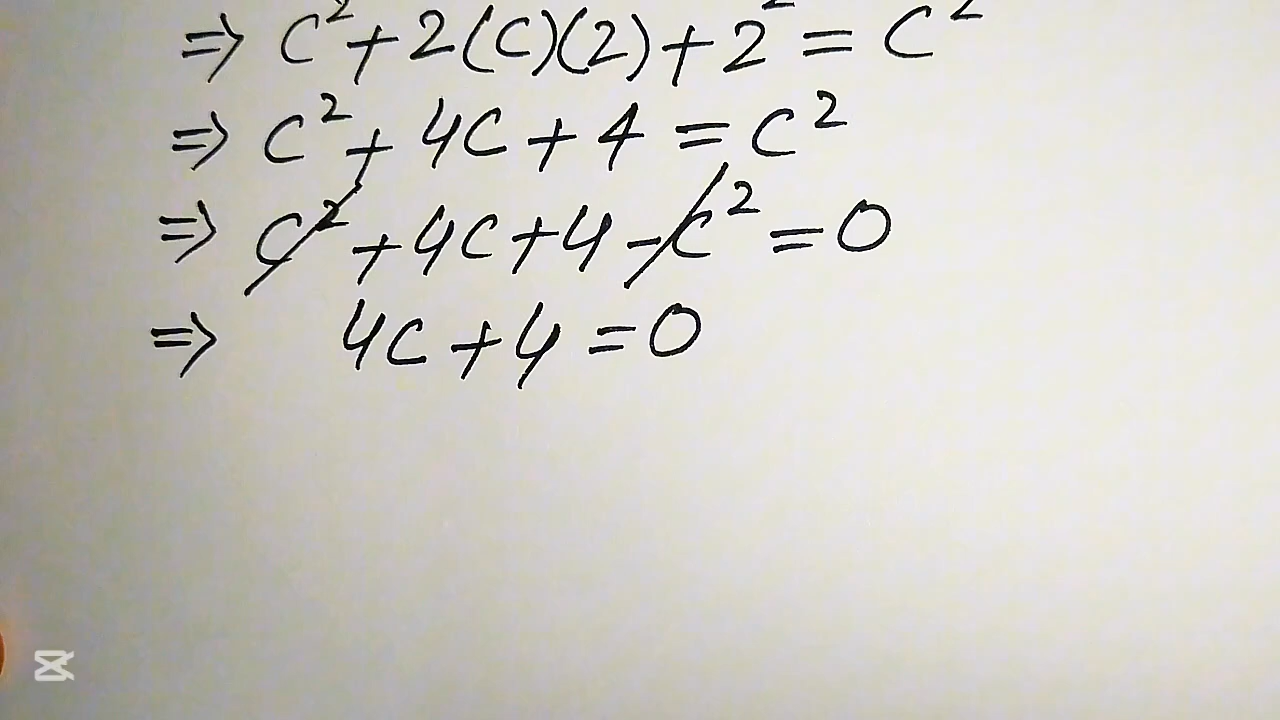 ⇒ C² + 2(C)(2) + 2² = C²
⇒ C² + 4C + 4 = C²
⇒ C² + 4C + 4 - C² = 0
⇒ 4C + 4 = 0